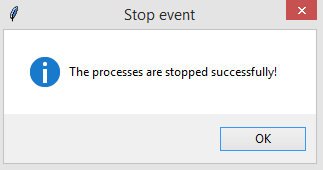 Stop event
The processes are stopped successfully!
OK